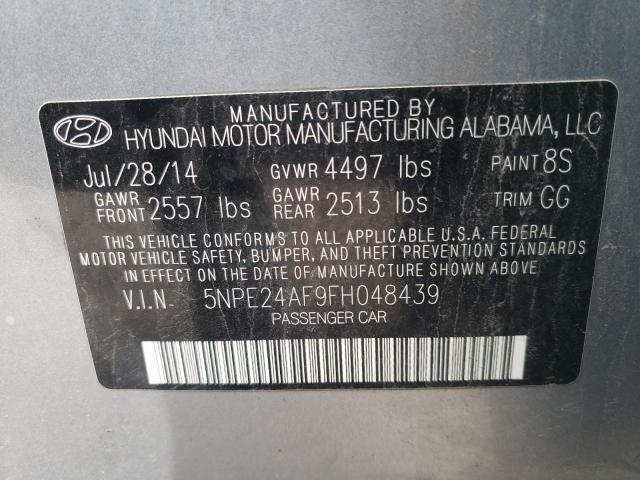 MANUFACTURED BY
HYUNDAI MOTOR MANUFACTURING ALABAMA, LLC
Jul/28/14 GVWR 4497 lbs PAINT 8S
GAWR FRONT 2557 lbs GAWR REAR 2513 lbs TRIM GG
THIS VEHICLE CONFORMS TO ALL APPLICABLE U.S.A. FEDERAL
MOTOR VEHICLE SAFETY, BUMPER, AND THEFT PREVENTION STANDARDS
IN EFFECT ON THE DATE OF MANUFACTURE SHOWN ABOVE.
V.I.N. 5NPE24AF9FH048439
PASSENGER CAR